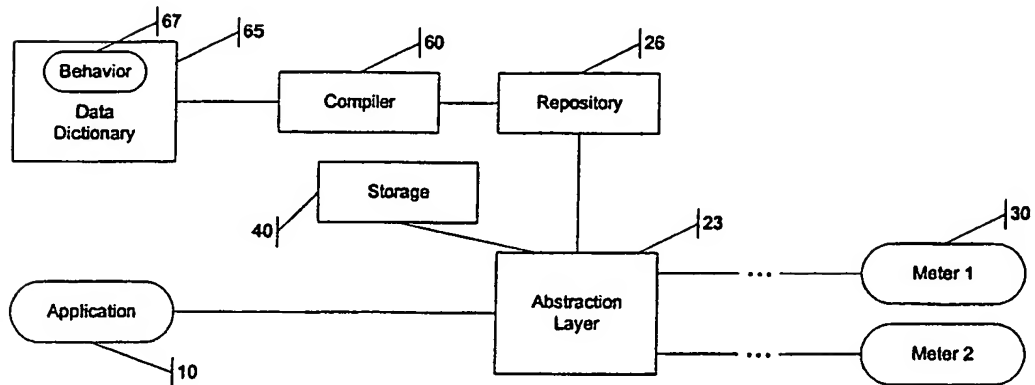 67
65
60
26
Behavior
Data
Dictionary
Compiler
Repository
Storage
40
23
30
Meter 1
Application
Abstraction
Layer
...
...
Meter 2
10